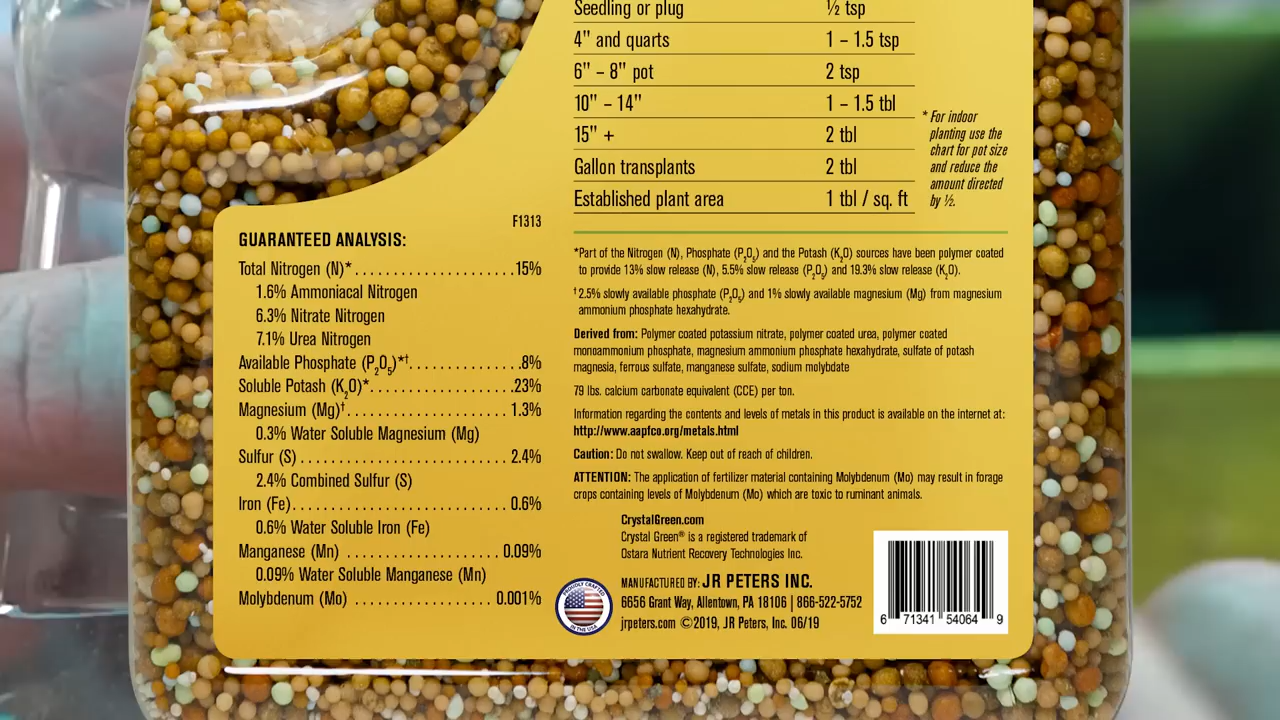 Seedling or plug ½ tsp
4" and quarts 1 – 1.5 tsp
6" – 8" pot 2 tsp
10" – 14" 1 – 1.5 tbl
15" + 2 tbl
Gallon transplants 2 tbl
Established plant area 1 tbl / sq. ft
* For indoor
planting use the
chart for pot size
and reduce the
amount directed
by ½.
F1313
GUARANTEED ANALYSIS:
Total Nitrogen (N)*.......................15%
1.6% Ammoniacal Nitrogen
6.3% Nitrate Nitrogen
7.1% Urea Nitrogen
Available Phosphate (P₂O₅)*†................8%
Soluble Potash (K₂O)*.....................23%
Magnesium (Mg)†....................... 1.3%
0.3% Water Soluble Magnesium (Mg)
Sulfur (S)............................. 2.4%
2.4% Combined Sulfur (S)
Iron (Fe).............................. 0.6%
0.6% Water Soluble Iron (Fe)
Manganese (Mn) ..................... 0.09%
0.09% Water Soluble Manganese (Mn)
Molybdenum (Mo) ................... 0.001%
*Part of the Nitrogen (N), Phosphate (P₂O₅) and the Potash (K₂O) sources have been polymer coated
to provide 13% slow release (N), 5.5% slow release (P₂O₅) and 19.3% slow release (K₂O).
†2.5% slowly available phosphate (P₂O₅) and 1% slowly available magnesium (Mg) from magnesium
ammonium phosphate hexahydrate.
Derived from: Polymer coated potassium nitrate, polymer coated urea, polymer coated
monoammonium phosphate, magnesium ammonium phosphate hexahydrate, sulfate of potash
magnesia, ferrous sulfate, manganese sulfate, sodium molybdate
79 lbs. calcium carbonate equivalent (CCE) per ton.
Information regarding the contents and levels of metals in this product is available on the internet at:
http://www.aapfco.org/metals.html
Caution: Do not swallow. Keep out of reach of children.
ATTENTION: The application of fertilizer material containing Molybdenum (Mo) may result in forage
crops containing levels of Molybdenum (Mo) which are toxic to ruminant animals.
CrystalGreen.com
Crystal Green® is a registered trademark of
Ostara Nutrient Recovery Technologies Inc.
PROUDLY CRAFTED
IN THE USA
MANUFACTURED BY: JR PETERS INC.
6656 Grant Way, Allentown, PA 18106 | 866-522-5752
jrpeters.com ©2019, JR Peters, Inc. 06/19
6 71341 54064 9